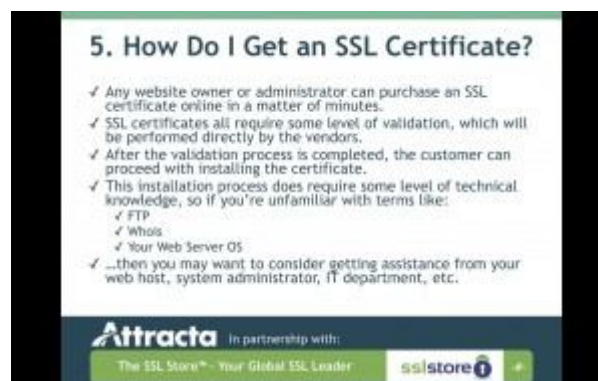 5. How Do I Get an SSL Certificate?
✓ Any website owner or administrator can purchase an SSL
certificate online in a matter of minutes.
✓ SSL certificates all require some level of validation, which will
be performed directly by the vendors.
✓ After the validation process is completed, the customer can
proceed with installing the certificate.
✓ This installation process does require some level of technical
knowledge, so if you're unfamiliar with terms like:
✓ FTP
✓ Whois
✓ Your Web Server OS
✓ …then you may want to consider getting assistance from your
web host, system administrator, IT department, etc.
Attracta In partnership with:
The SSL Store™ - Your Global SSL Leader sslstore